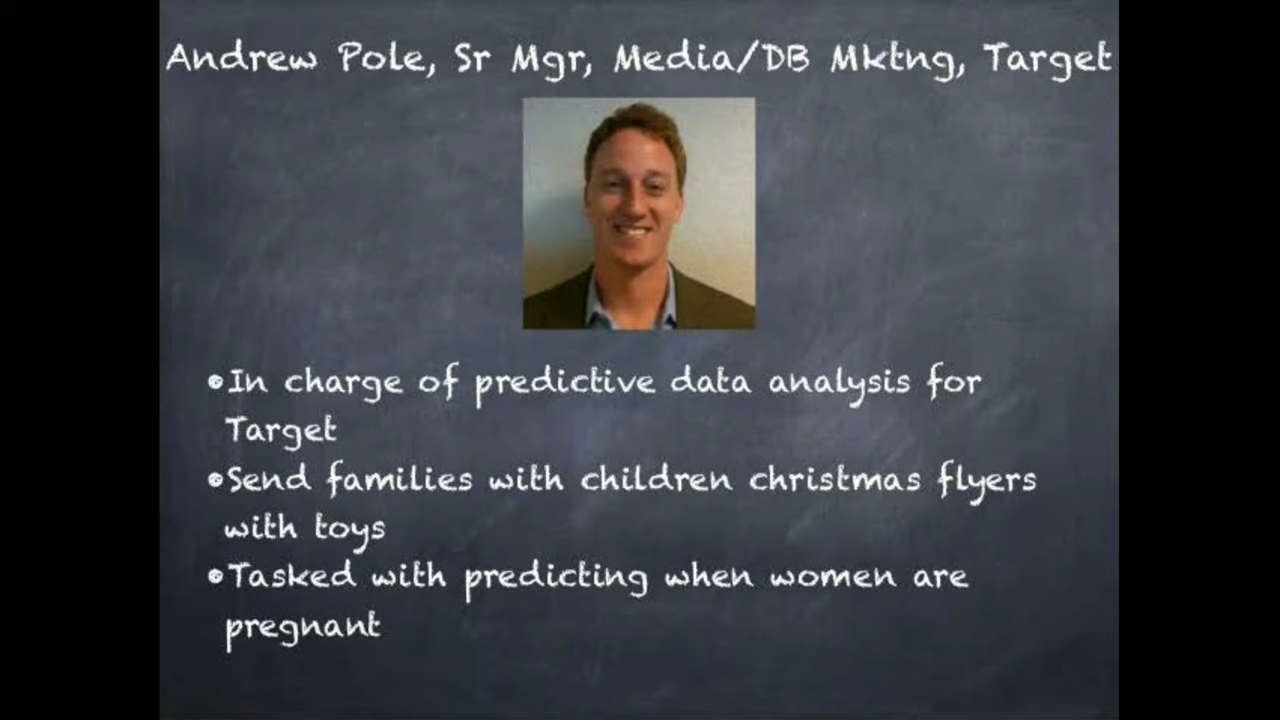 Andrew Pole, Sr Mgr, Media/DB Mktng, Target
•In charge of predictive data analysis for
Target
•Send families with children christmas flyers
with toys
•Tasked with predicting when women are
pregnant